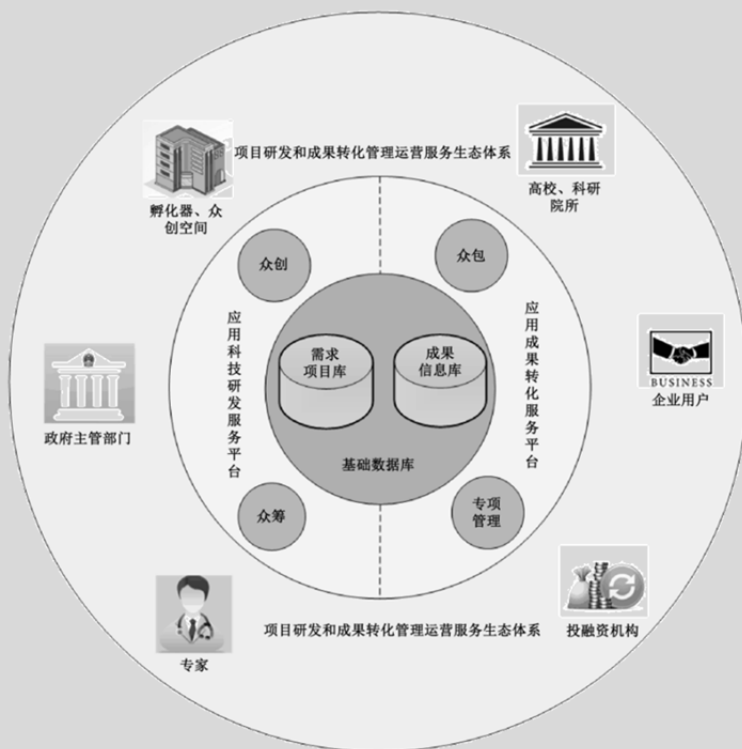 项目研发和成果转化管理运营服务生态体系
孵化器、众
创空间
高校、科研
院所
众创
众包
应用科技研发服务平台
需求
项目库
成果
信息库
应用成果转化服务平台
BUSINESS
企业用户
政府主管部门
基础数据库
众筹
专项
管理
项目研发和成果转化管理运营服务生态体系
投融资机构
专家